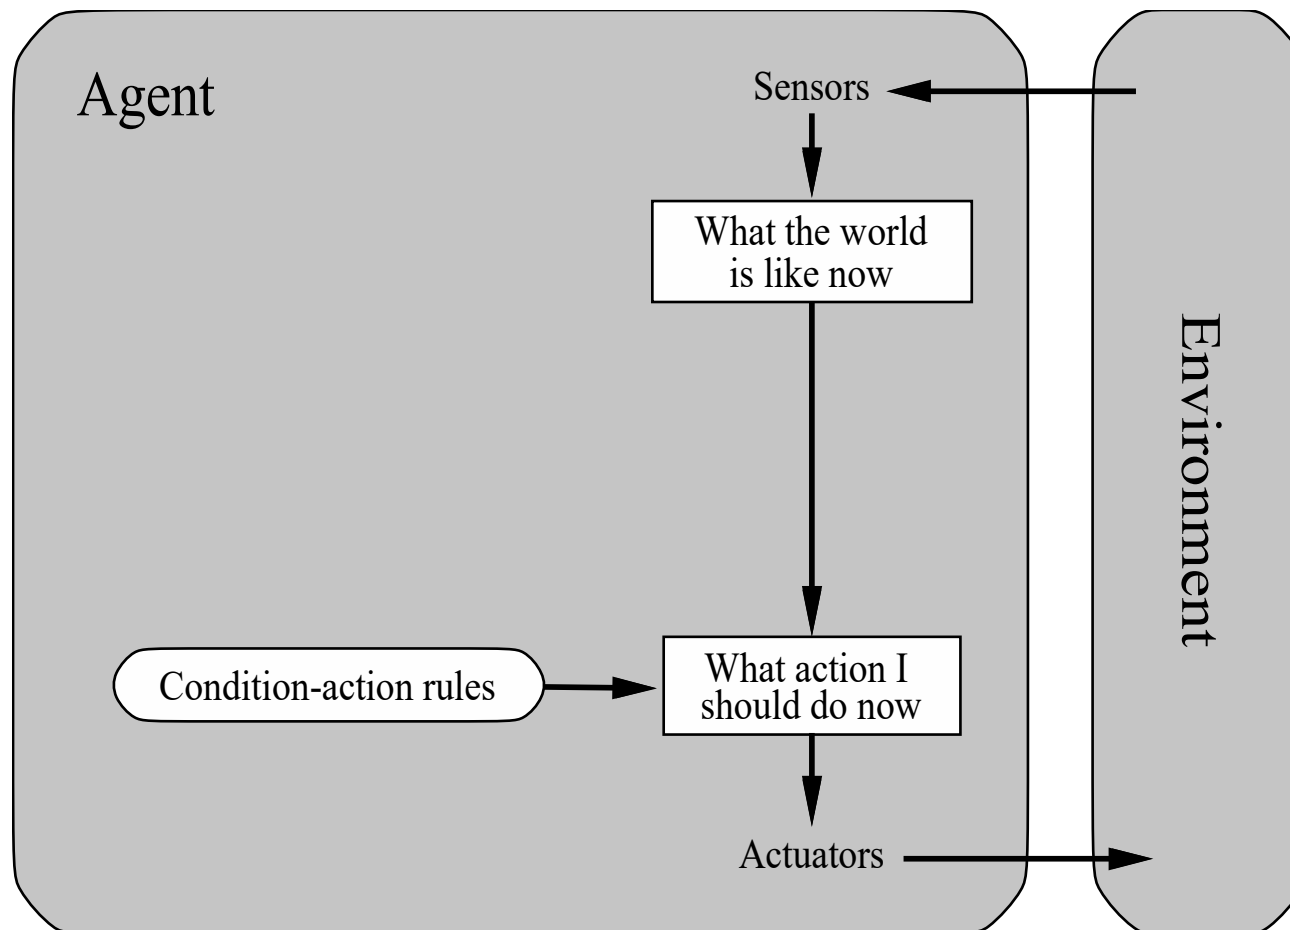 Agent
Sensors
What the world
is like now
Environment
Condition-action rules
What action I
should do now
Actuators